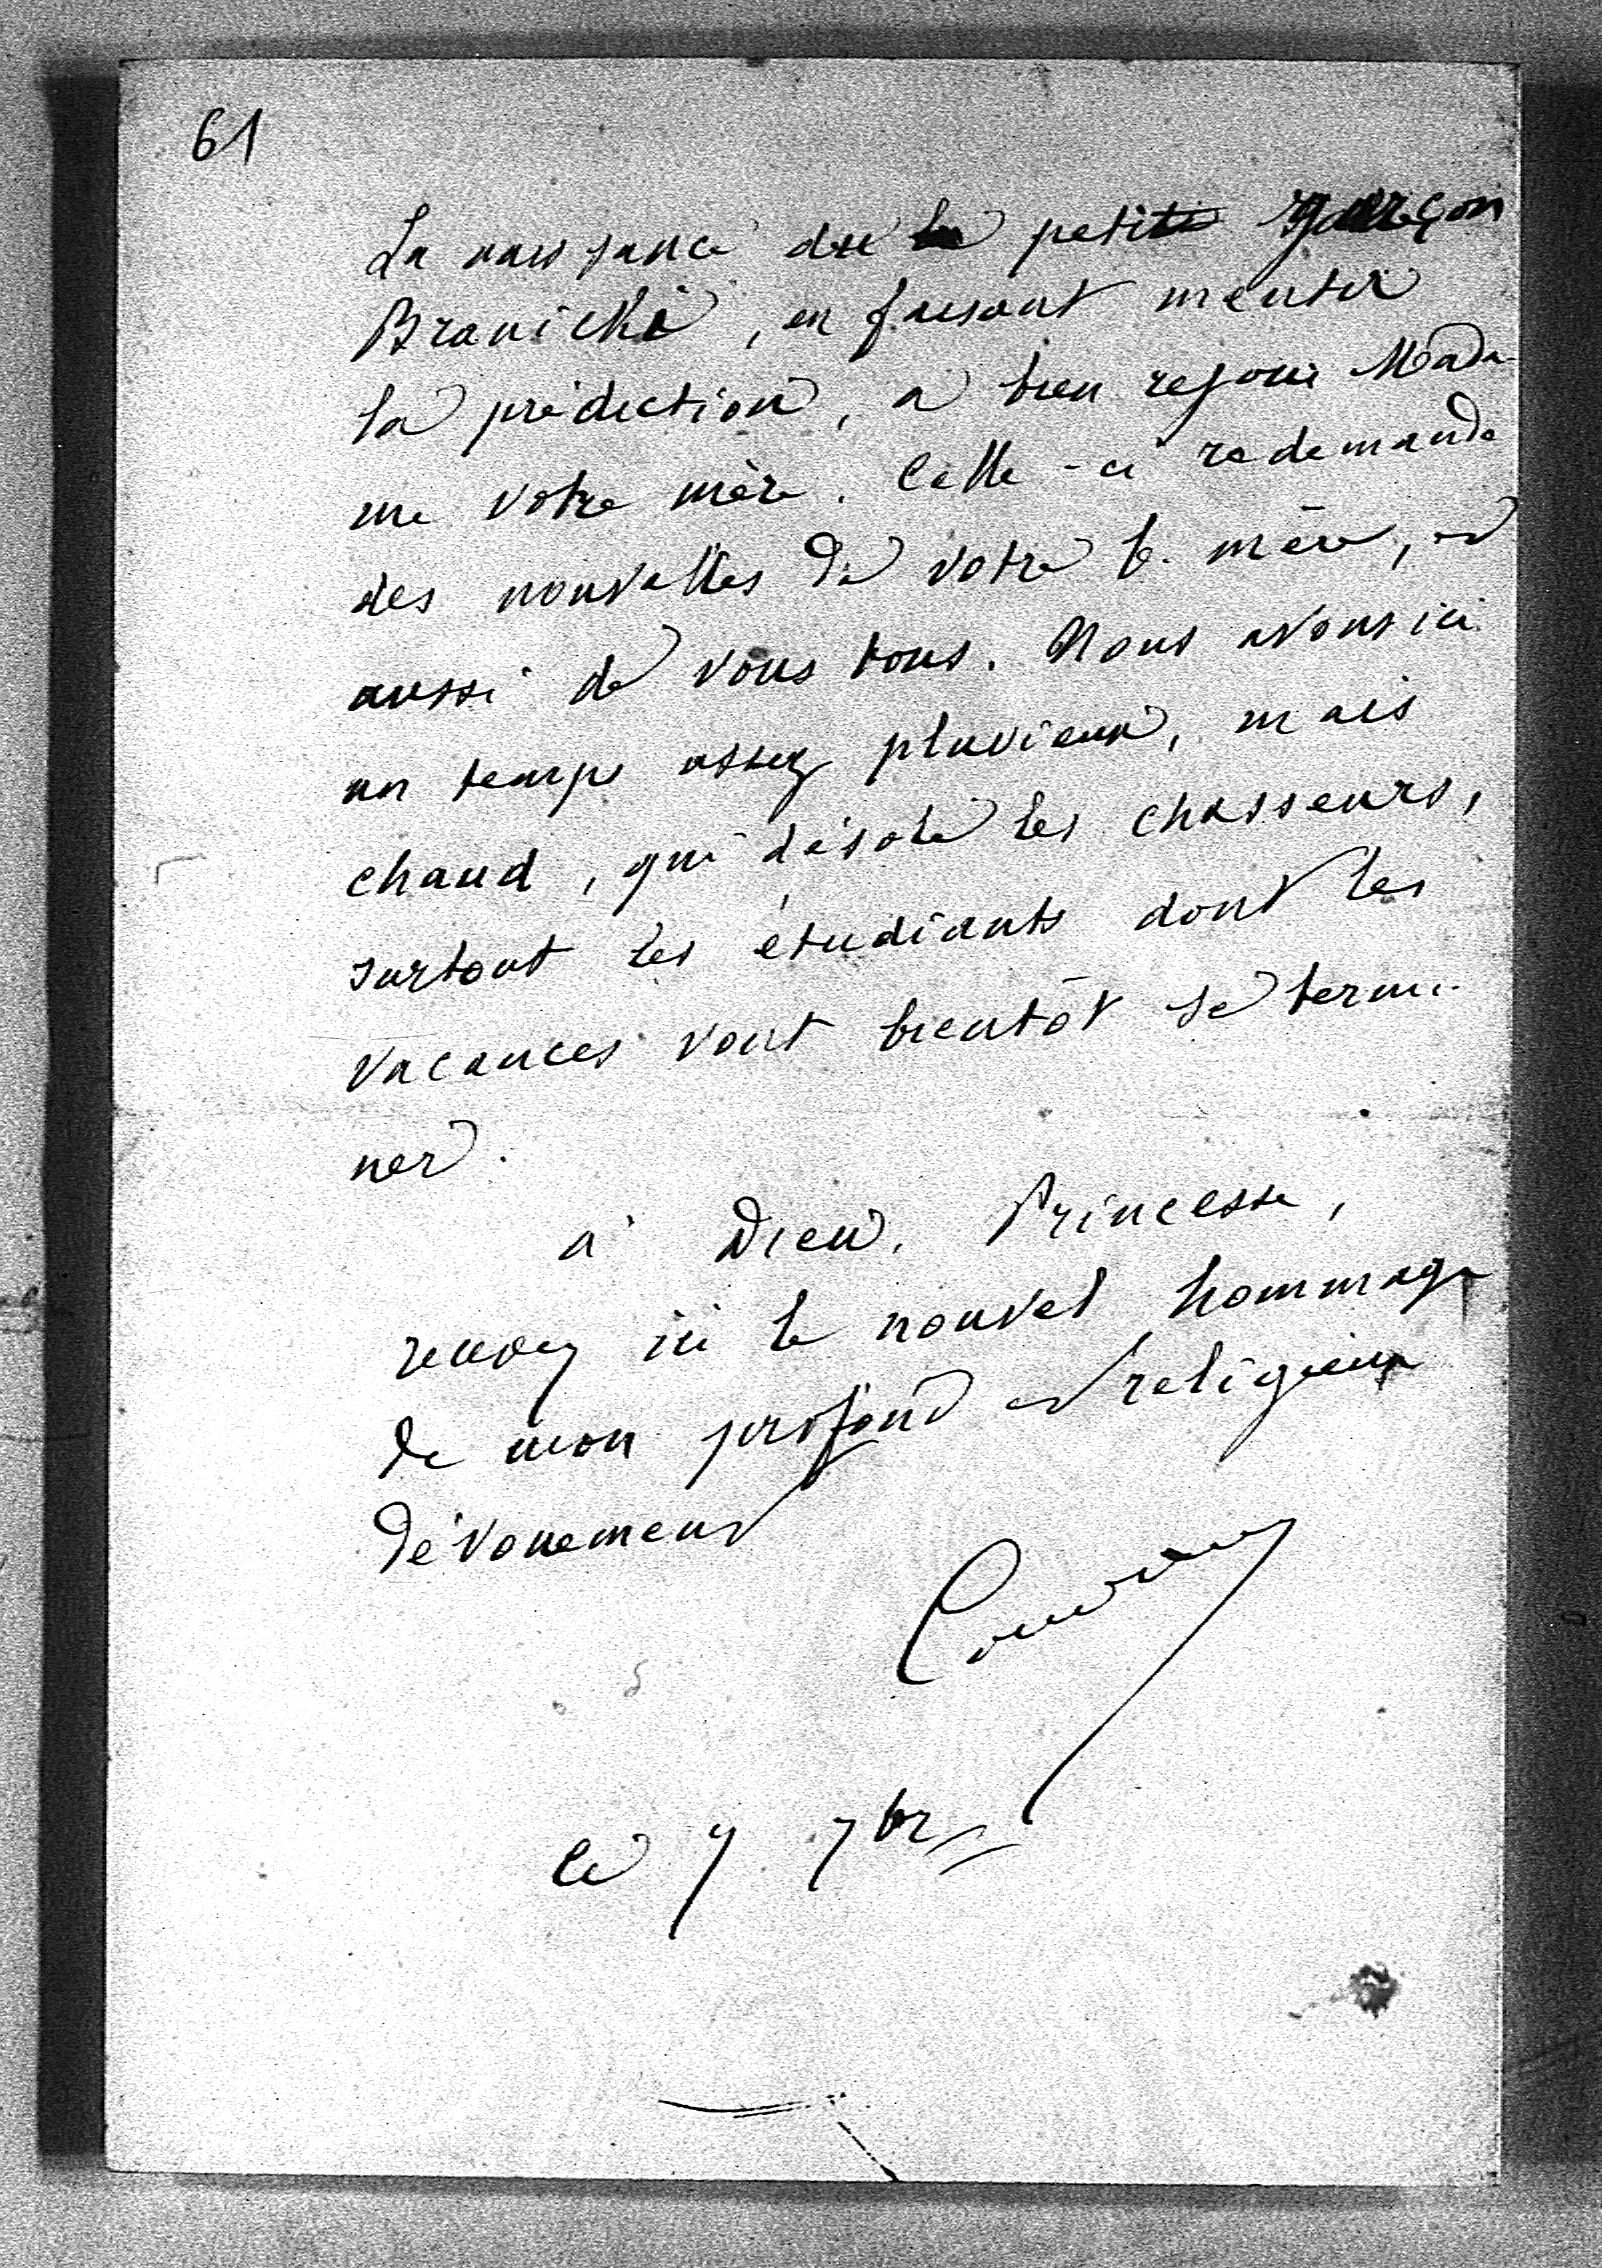 61
La naissance du petit garçon
Branicki, en faisant mentir
la prédiction, a bien rejoui Mada-
me votre mère. Celle-ci redemande
des nouvelles de votre b. mère, et
aussi de vous tous. Nous avons ici
un temps assez pluvieux, mais
chaud, qui désole les chasseurs,
surtout les étudiants dont les
vacances vont bientôt se termi-
ner.
à Dieu, Princesse,
recevez ici le nouvel hommage
de mon profond et religieux
dévouement
ce 7 7br